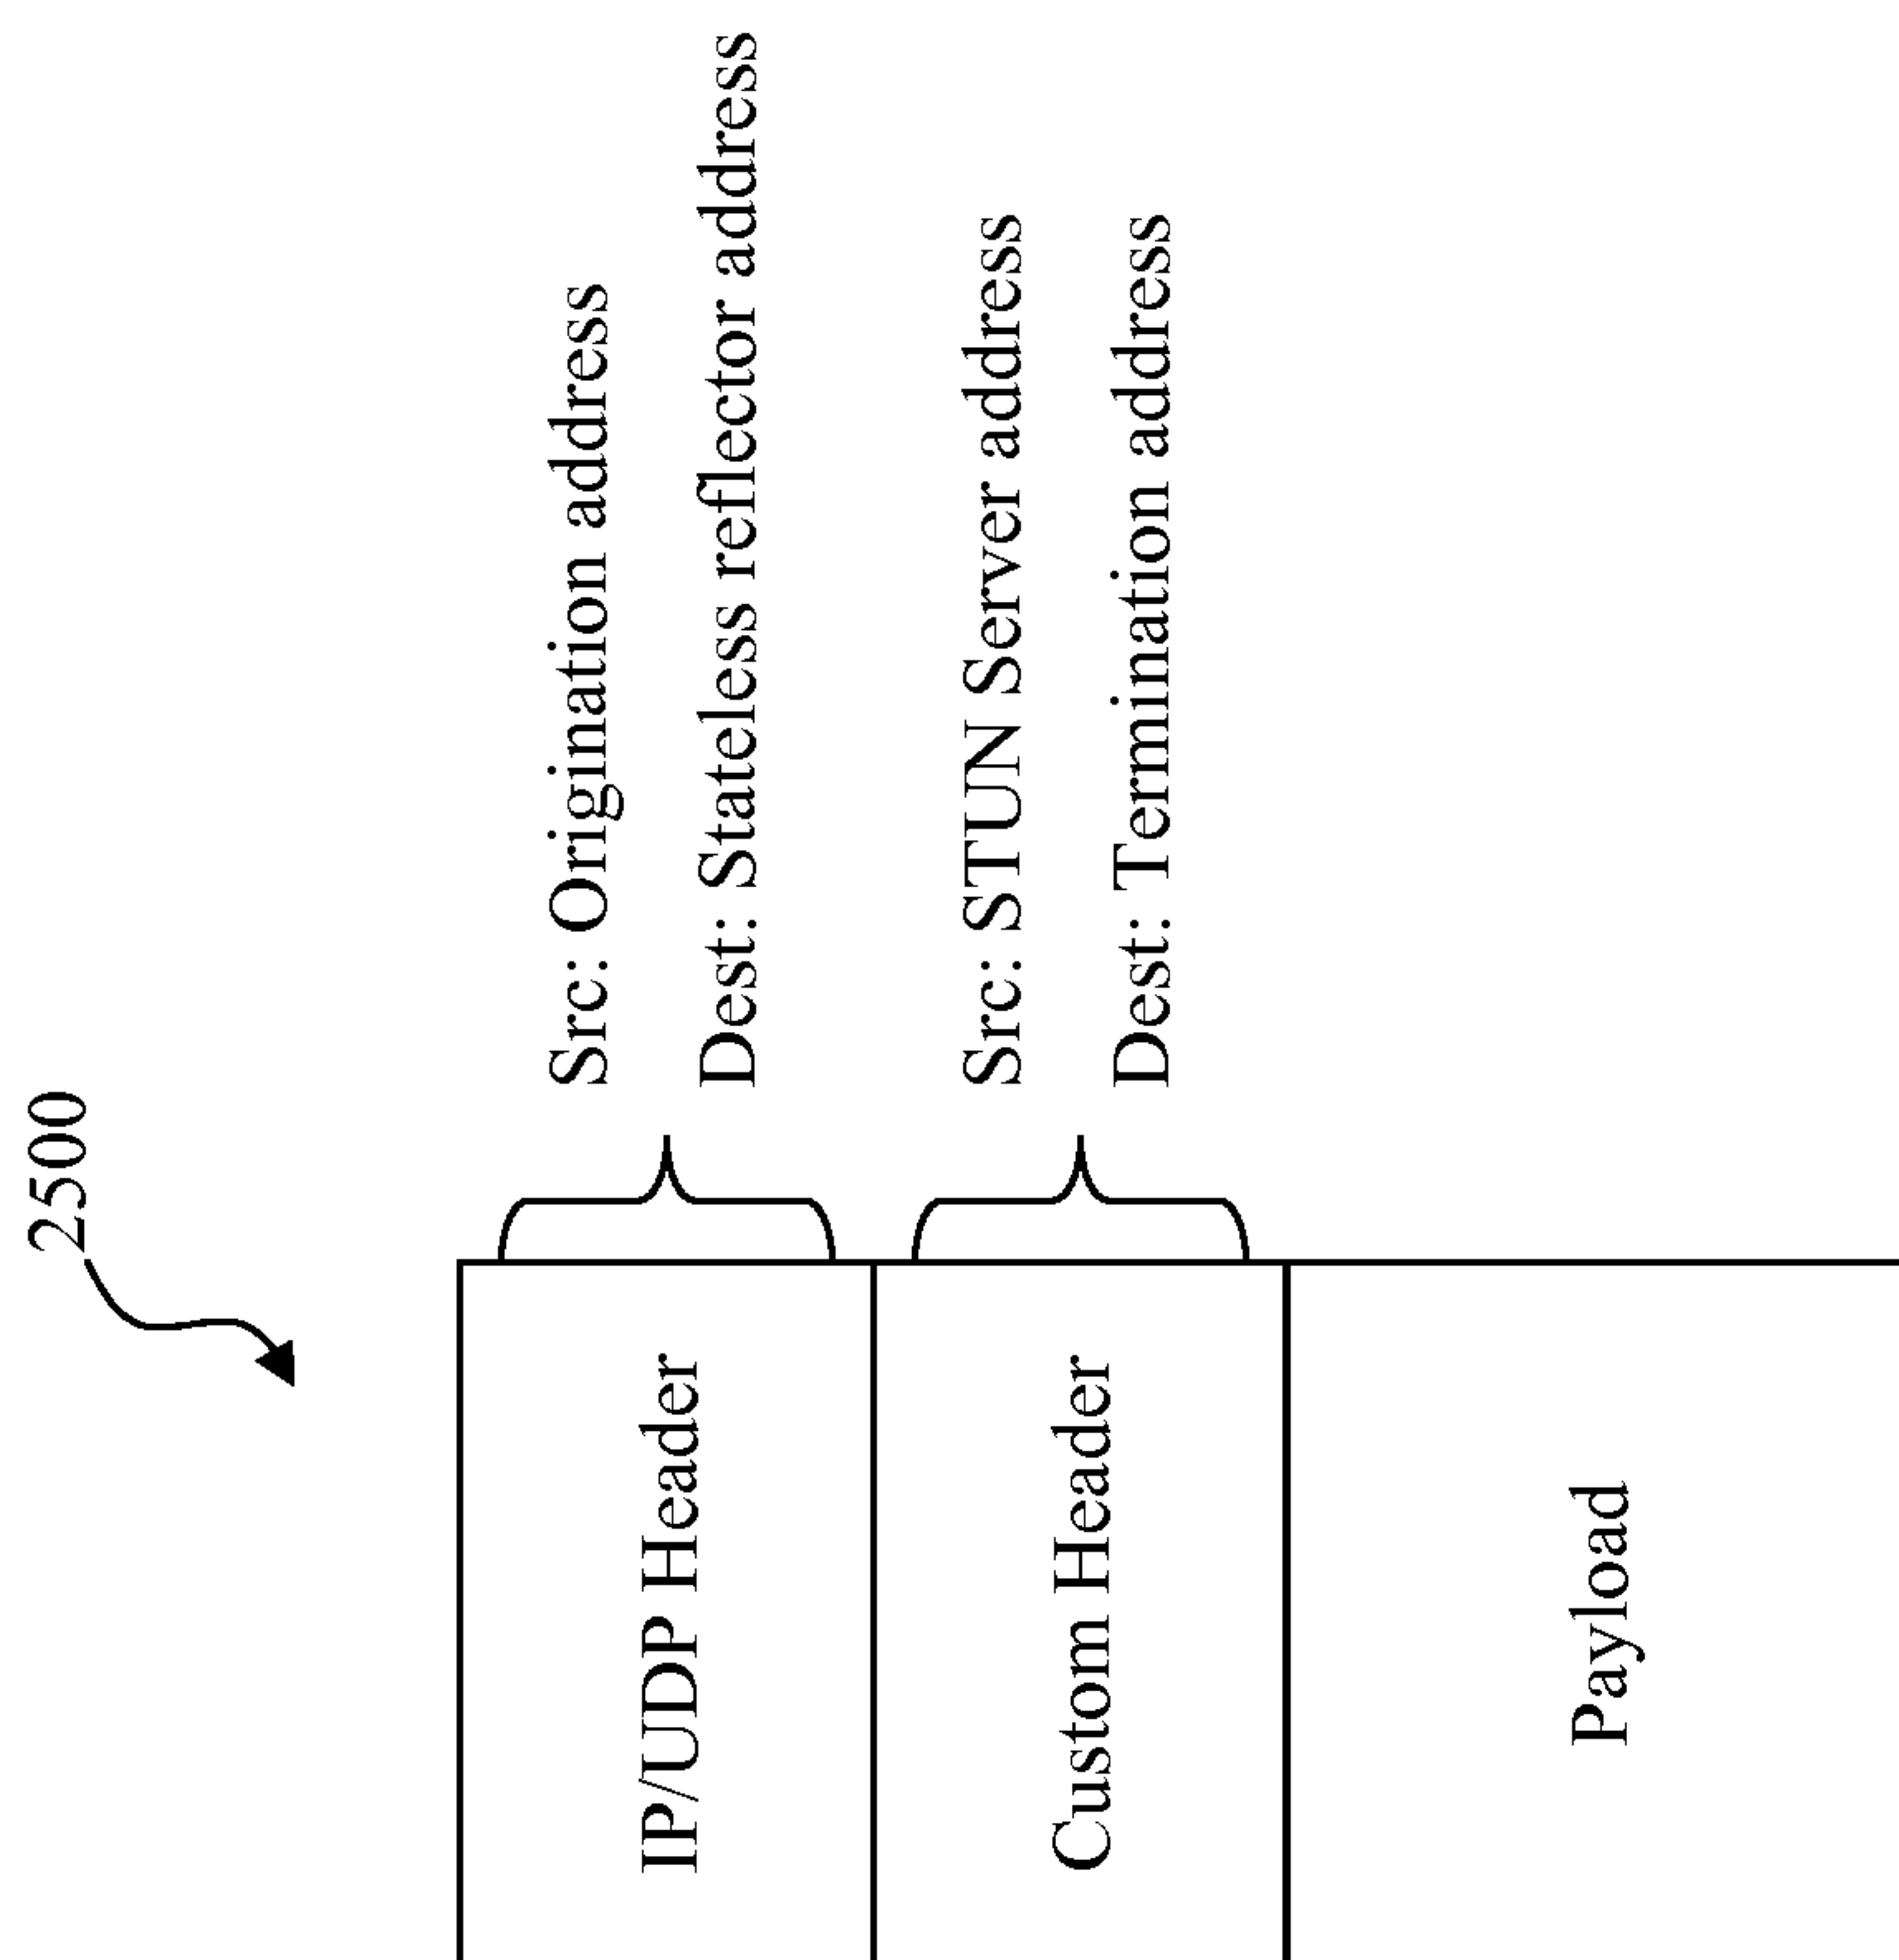 2500
IP/UDP Header
Src: Origination address
Dest: Stateless reflector address
Custom Header
Src: STUN Server address
Dest: Termination address
Payload